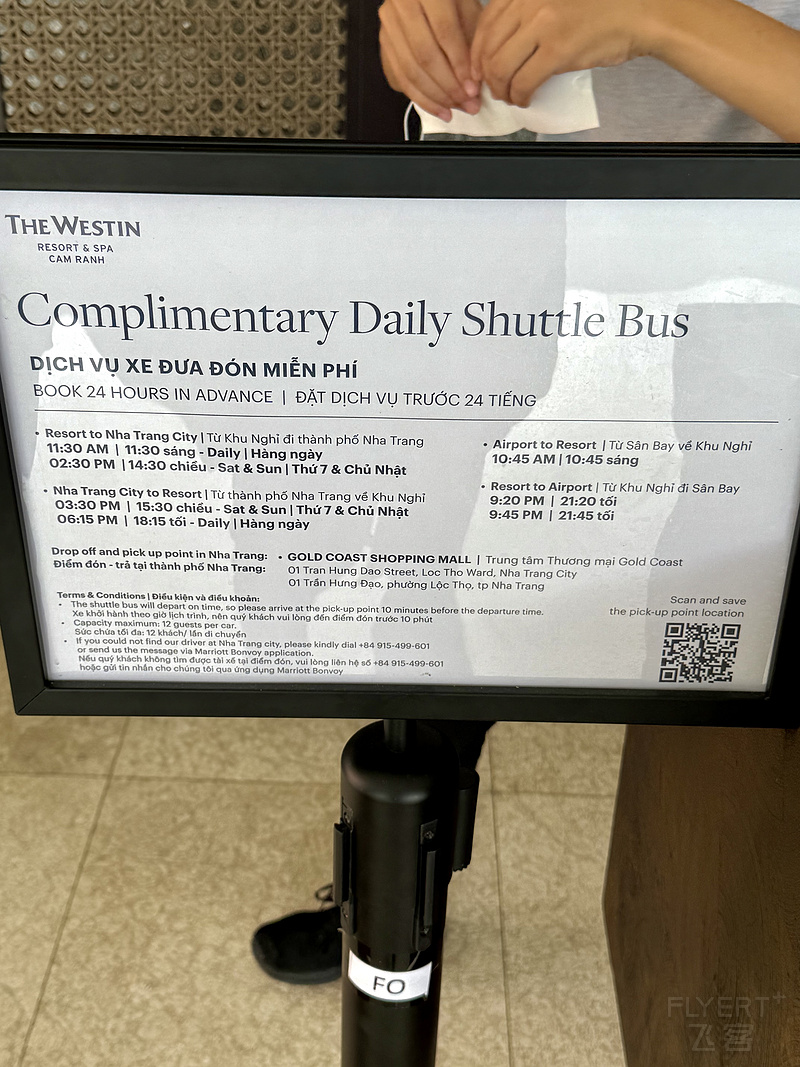 THE WESTIN
RESORT & SPA
CAM RANH
Complimentary Daily Shuttle Bus
DỊCH VỤ XE ĐƯA ĐÓN MIỄN PHÍ
BOOK 24 HOURS IN ADVANCE | ĐẶT DỊCH VỤ TRƯỚC 24 TIẾNG
• Resort to Nha Trang City | Từ Khu Nghỉ đi thành phố Nha Trang
11:30 AM | 11:30 sáng - Daily | Hàng ngày
02:30 PM | 14:30 chiều - Sat & Sun | Thứ 7 & Chủ Nhật
• Nha Trang City to Resort | Từ thành phố Nha Trang về Khu Nghỉ
03:30 PM | 15:30 chiều - Sat & Sun | Thứ 7 & Chủ Nhật
06:15 PM | 18:15 tối - Daily | Hàng ngày
• Airport to Resort | Từ Sân Bay về Khu Nghỉ
10:45 AM | 10:45 sáng
• Resort to Airport | Từ Khu Nghỉ đi Sân Bay
9:20 PM | 21:20 tối
9:45 PM | 21:45 tối
Drop off and pick up point in Nha Trang:
Điểm đón - trả tại thành phố Nha Trang:
• GOLD COAST SHOPPING MALL | Trung tâm Thương mại Gold Coast
01 Tran Hung Dao Street, Loc Tho Ward, Nha Trang City
01 Trần Hưng Đạo, phường Lộc Thọ, tp Nha Trang
Terms & Conditions | Điều kiện và điều khoản:
• The shuttle bus will depart on time, so please arrive at the pick-up point 10 minutes before the departure time.
Xe khởi hành theo giờ lịch trình, nên quý khách vui lòng đến điểm đón trước 10 phút
• Capacity maximum: 12 guests per car.
Sức chứa tối đa: 12 khách/ lần di chuyển
• If you could not find our driver at Nha Trang city, please kindly dial +84 915-499-601
or send us the message via Marriott Bonvoy application.
Nếu quý khách không tìm được tài xế tại điểm đón, vui lòng liên hệ số +84 915-499-601
hoặc gửi tin nhắn cho chúng tôi qua ứng dụng Marriott Bonvoy
Scan and save
the pick-up point location
FO
FLYERT+
飞客